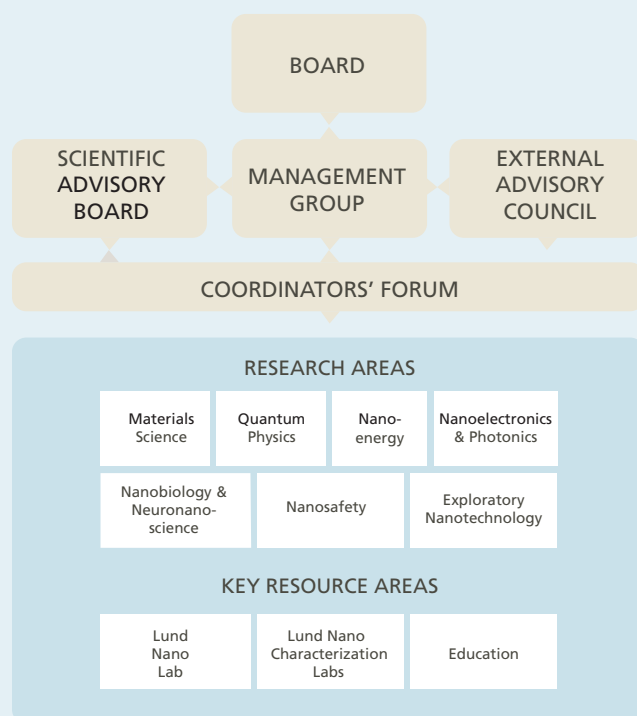 BOARD
SCIENTIFIC
ADVISORY
BOARD
MANAGEMENT
GROUP
EXTERNAL
ADVISORY
COUNCIL
COORDINATORS’ FORUM
RESEARCH AREAS
Materials
Science
Quantum
Physics
Nano-
energy
Nanoelectronics
& Photonics
Nanobiology &
Neuronano-
science
Nanosafety
Exploratory
Nanotechnology
KEY RESOURCE AREAS
Lund
Nano
Lab
Lund Nano
Characterization
Labs
Education